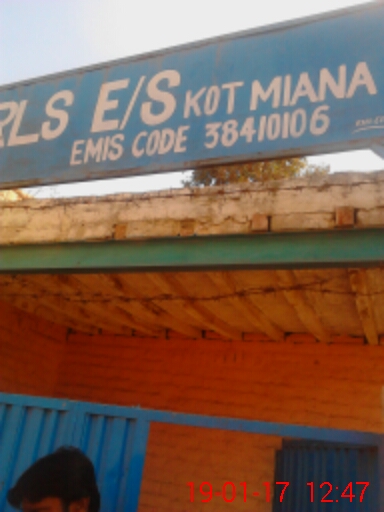 RLS E/S KOT MIANA
EMIS CODE 38410106
19-01-17 12:47